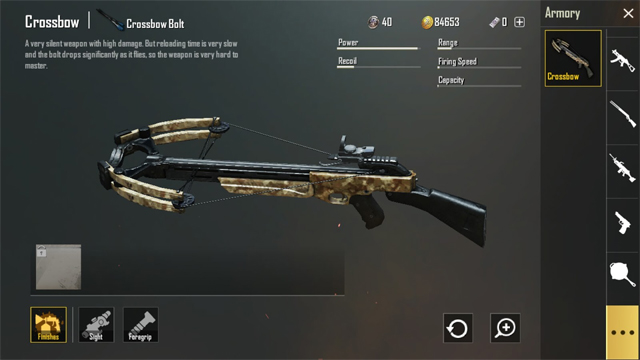 Crossbow
Crossbow Bolt
40
84653
0
Armory
A very silent weapon with high damage. But reloading time is very slow
and the bolt drops significantly as it flies, so the weapon is very hard to
master.
Power
Range
Recoil
Firing Speed
Capacity
Crossbow
Finishes
Sight
Foregrip